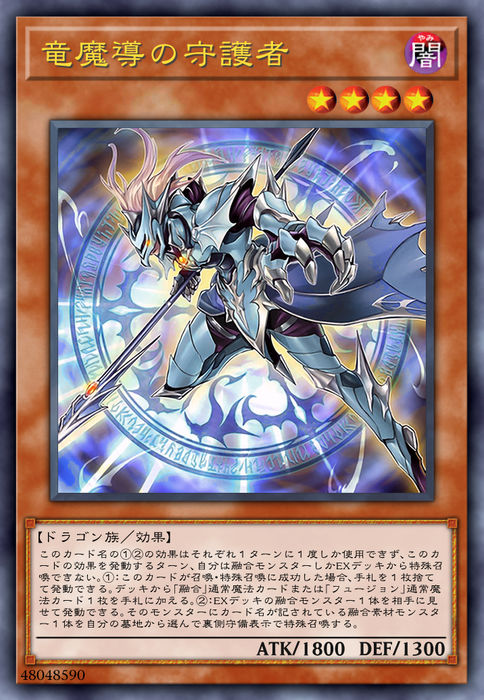 竜魔導の守護者
やみ
闇
【ドラゴン族/効果】
このカード名の①②の効果はそれぞれ1ターンに1度しか使用できず、このカ
ードの効果を発動するターン、自分は融合モンスターしかEXデッキから特殊召
喚できない。①:このカードが召喚・特殊召喚に成功した場合、手札を1枚捨て
て発動できる。デッキから「融合」通常魔法カードまたは「フュージョン」通常魔
法カード1枚を手札に加える。②:EXデッキの融合モンスター1体を相手に見
せて発動できる。そのモンスターにカード名が記されている融合素材モンスタ
ー1体を自分の墓地から選んで裏側守備表示で特殊召喚する。
ATK/1800 DEF/1300
48048590